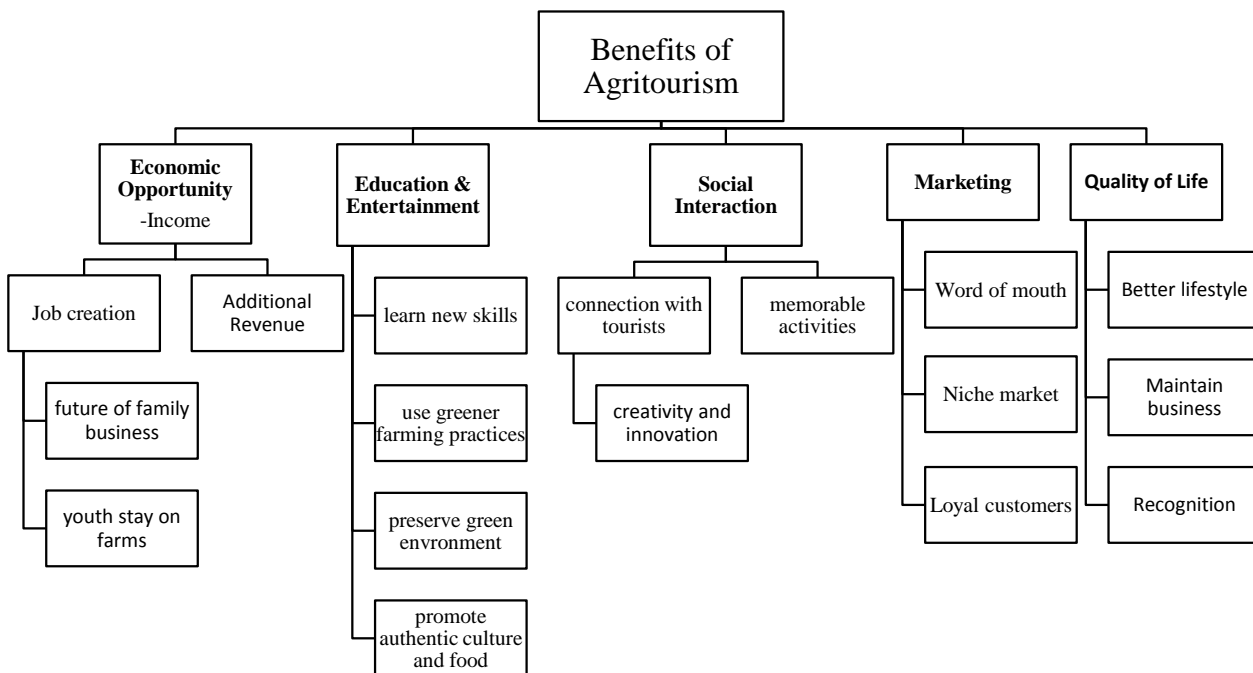 Benefits of
Agritourism
Economic
Opportunity
-Income
Education &
Entertainment
Social
Interaction
Marketing
Quality of Life
Job creation
Additional
Revenue
future of family
business
youth stay on
farms
learn new skills
use greener
farming practices
preserve green
envronment
promote
authentic culture
and food
connection with
tourists
memorable
activities
creativity and
innovation
Word of mouth
Niche market
Loyal customers
Better lifestyle
Maintain
business
Recognition